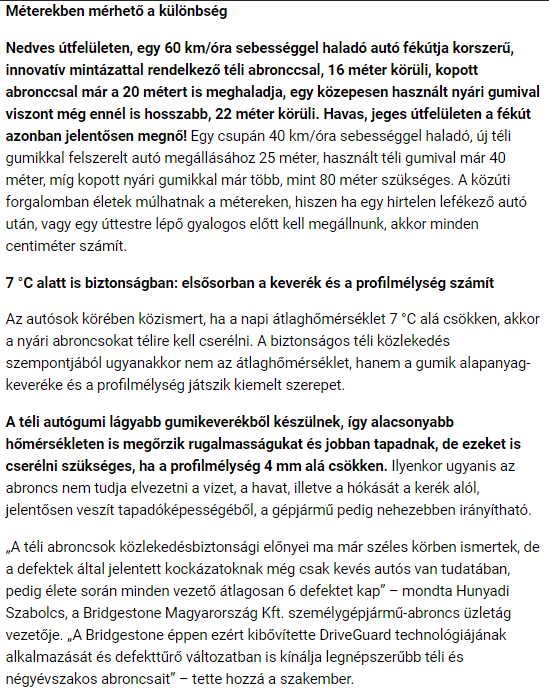 Méterekben mérhető a különbség
Nedves útfelületen, egy 60 km/óra sebességgel haladó autó fékútja korszerű,
innovatív mintázattal rendelkező téli abronccsal, 16 méter körüli, kopott
abronccsal már a 20 métert is meghaladja, egy közepesen használt nyári gumival
viszont még ennél is hosszabb, 22 méter körüli. Havas, jeges útfelületen a fékút
azonban jelentősen megnő! Egy csupán 40 km/óra sebességgel haladó, új téli
gumikkal felszerelt autó megállásához 25 méter, használt téli gumival már 40
méter, míg kopott nyári gumikkal már több, mint 80 méter szükséges. A közúti
forgalomban életek múlhatnak a métereken, hiszen ha egy hirtelen lefékező autó
után, vagy egy úttestre lépő gyalogos előtt kell megállnunk, akkor minden
centiméter számít.
7 °C alatt is biztonságban: elsősorban a keverék és a profilmélység számít
Az autósok körében közismert, ha a napi átlaghőmérséklet 7 °C alá csökken, akkor
a nyári abroncsokat télire kell cserélni. A biztonságos téli közlekedés
szempontjából ugyanakkor nem az átlaghőmérséklet, hanem a gumik alapanyag-
keveréke és a profilmélység játszik kiemelt szerepet.
A téli autógumi lágyabb gumikeverékből készülnek, így alacsonyabb
hőmérsékleten is megőrzik rugalmasságukat és jobban tapadnak, de ezeket is
cserélni szükséges, ha a profilmélység 4 mm alá csökken. Ilyenkor ugyanis az
abroncs nem tudja elvezetni a vizet, a havat, illetve a hókását a kerék alól,
jelentősen veszít tapadóképességéből, a gépjármű pedig nehezebben irányítható.
„A téli abroncsok közlekedésbiztonsági előnyei ma már széles körben ismertek, de
a defektek által jelentett kockázatoknak még csak kevés autós van tudatában,
pedig élete során minden vezető átlagosan 6 defektet kap” – mondta Hunyadi
Szabolcs, a Bridgestone Magyarország Kft. személygépjármű-abroncs üzletág
vezetője. „A Bridgestone éppen ezért kibővítette DriveGuard technológiájának
alkalmazását és defekttűrő változatban is kínálja legnépszerűbb téli és
négyévszakos abroncsait” – tette hozzá a szakember.